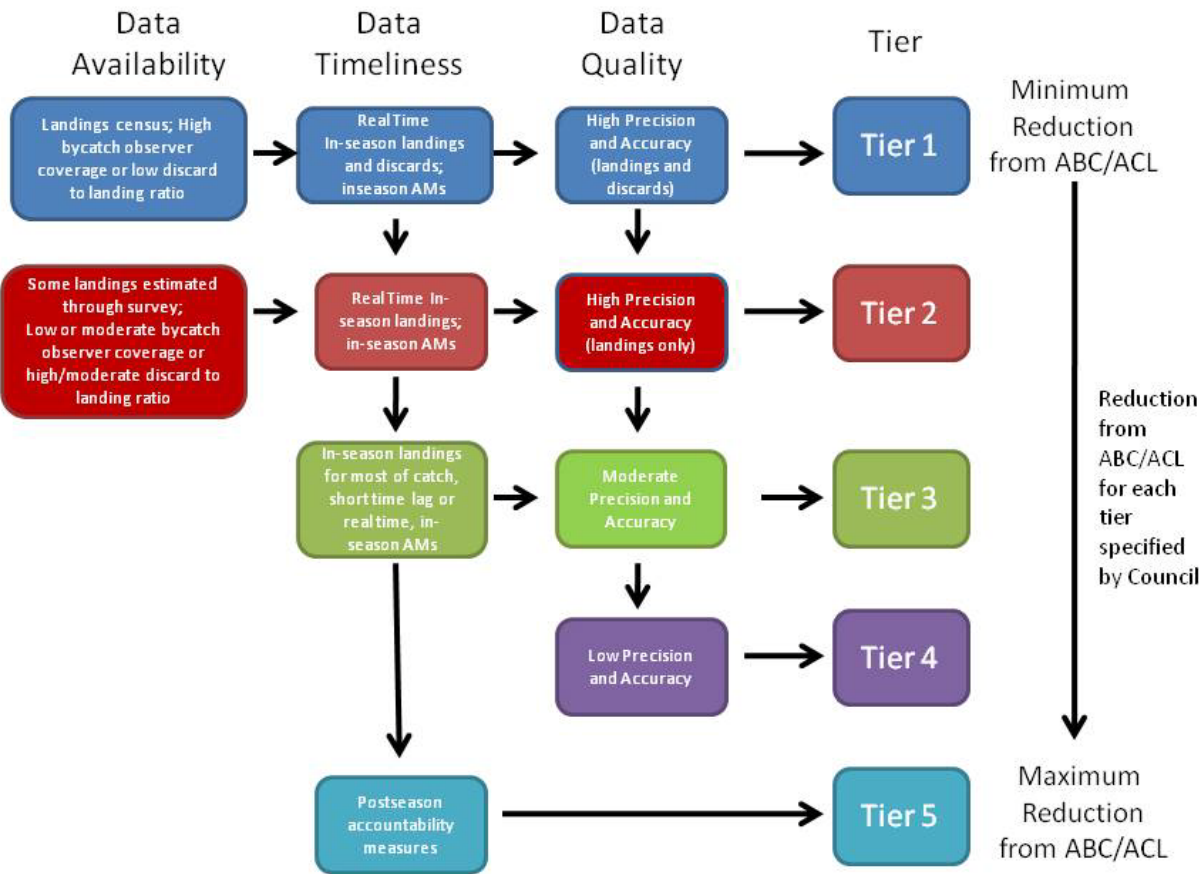 Data
Availability
Data
Timeliness
Data
Quality
Tier
Landings census; High
bycatch observer
coverage or low discard
to landing ratio
Real Time
In-season landings
and discards;
inseason AMs
High Precision
and Accuracy
(landings and
discards)
Tier 1
Minimum
Reduction
from ABC/ACL
Some landings estimated
through survey;
Low or moderate bycatch
observer coverage or
high/moderate discard to
landing ratio
Real Time In-
season landings;
in-season AMs
High Precision
and Accuracy
(landings only)
Tier 2
In-season landings
for most of catch,
short time lag or
real time, in-
season AMs
Moderate
Precision and
Accuracy
Tier 3
Reduction
from
ABC/ACL
for each
tier
specified
by Council
Low Precision
and Accuracy
Tier 4
Postseason
accountability
measures
Tier 5
Maximum
Reduction
from ABC/ACL